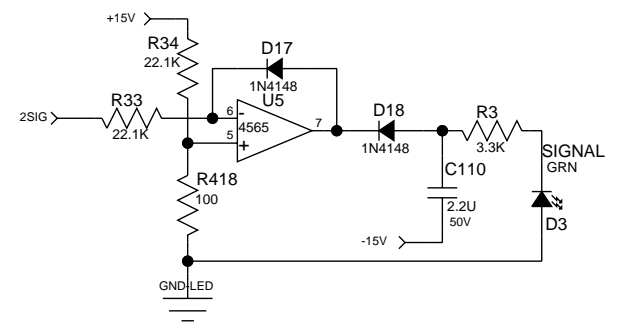 +15V
R34
22.1K
D17
1N4148
U5
R33
22.1K
2SIG
6
-
4565
5
+
7
D18
1N4148
R3
3.3K
SIGNAL
GRN
D3
C110
2.2U
50V
-15V
R418
100
GND-LED